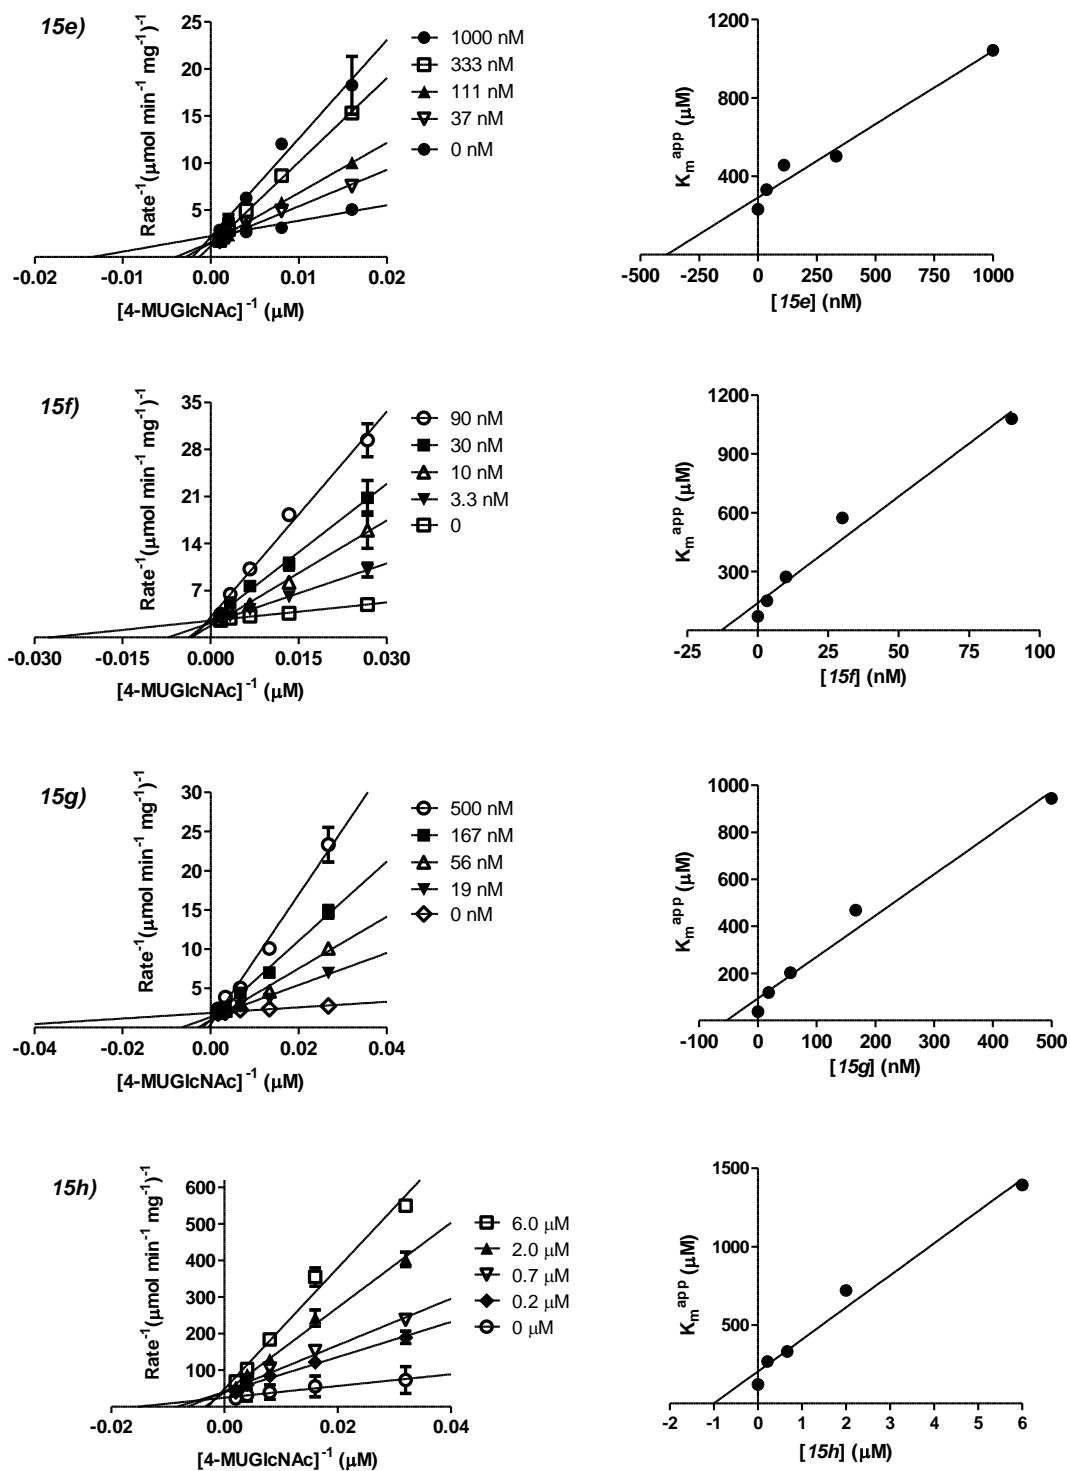 15e)
Rate⁻¹(µmol min⁻¹ mg⁻¹)⁻¹
25
20
15
10
5
-0.02
-0.01
0.00
0.01
0.02
[4-MUGlcNAc]⁻¹ (µM)
1000 nM
333 nM
111 nM
37 nM
0 nM
Kₘᵃᵖᵖ (µM)
1200
800
400
0
-500
-250
0
250
500
750
1000
[15e] (nM)
15f)
Rate⁻¹(µmol min⁻¹ mg⁻¹)⁻¹
35
28
21
14
7
-0.030
-0.015
0.000
0.015
0.030
[4-MUGlcNAc]⁻¹ (µM)
90 nM
30 nM
10 nM
3.3 nM
0
Kₘᵃᵖᵖ (µM)
1200
900
600
300
0
-25
0
25
50
75
100
[15f] (nM)
15g)
Rate⁻¹(µmol min⁻¹ mg⁻¹)⁻¹
30
25
20
15
10
5
-0.04
-0.02
0.00
0.02
0.04
[4-MUGlcNAc]⁻¹ (µM)
500 nM
167 nM
56 nM
19 nM
0 nM
Kₘᵃᵖᵖ (µM)
1000
800
600
400
200
0
-100
0
100
200
300
400
500
[15g] (nM)
15h)
Rate⁻¹(µmol min⁻¹ mg⁻¹)⁻¹
600
500
400
300
200
100
-0.02
0.00
0.02
0.04
[4-MUGlcNAc]⁻¹ (µM)
6.0 µM
2.0 µM
0.7 µM
0.2 µM
0 µM
Kₘᵃᵖᵖ (µM)
1500
1000
500
0
-2
-1
0
1
2
3
4
5
6
[15h] (µM)